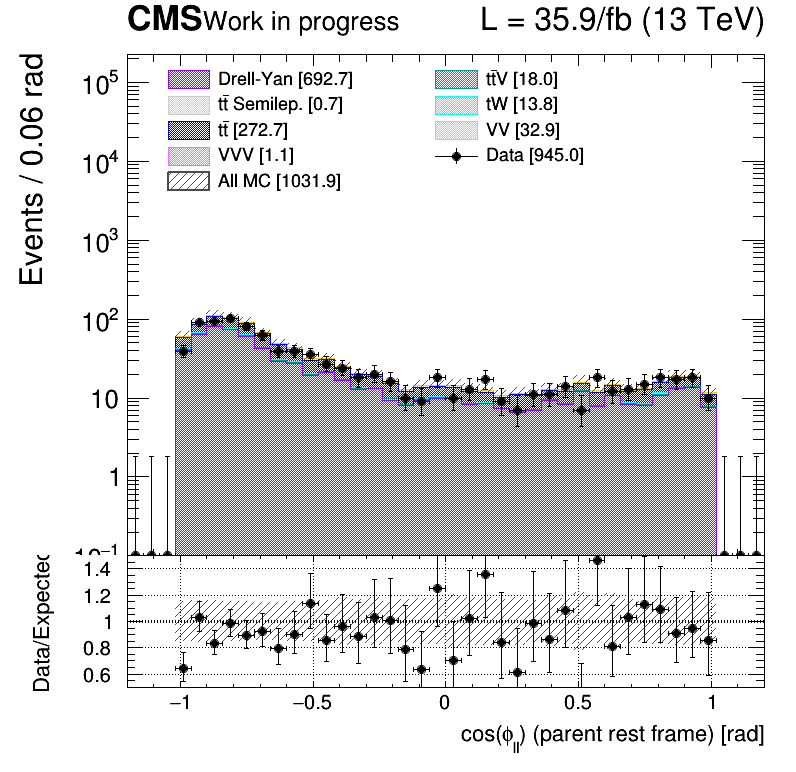 CMS Work in progress L = 35.9/fb (13 TeV)
Events / 0.06 rad
Drell-Yan [692.7]
tt̄ Semilep. [0.7]
tt̄ [272.7]
VVV [1.1]
All MC [1031.9]
tt̄V [18.0]
tW [13.8]
VV [32.9]
Data [945.0]
10⁵
10⁴
10³
10²
10
1
10⁻¹
Data/Expected
1.4
1.2
1
0.8
0.6
−1 −0.5 0 0.5 1
cos(ϕ_ll) (parent rest frame) [rad]